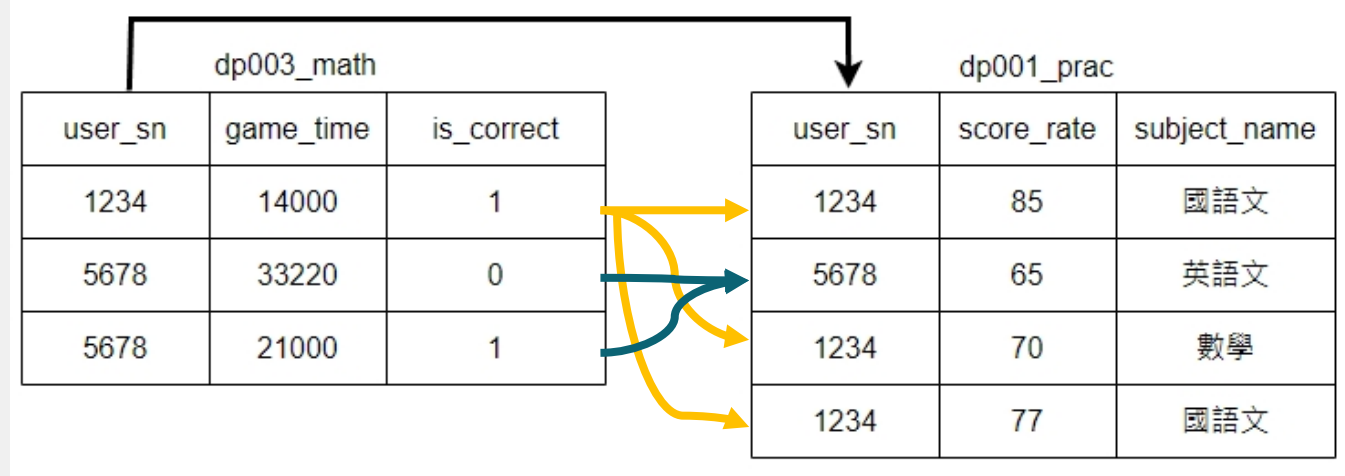 dp003_math
user_sn game_time is_correct
1234 14000 1
5678 33220 0
5678 21000 1
dp001_prac
user_sn score_rate subject_name
1234 85 國語文
5678 65 英語文
1234 70 數學
1234 77 國語文